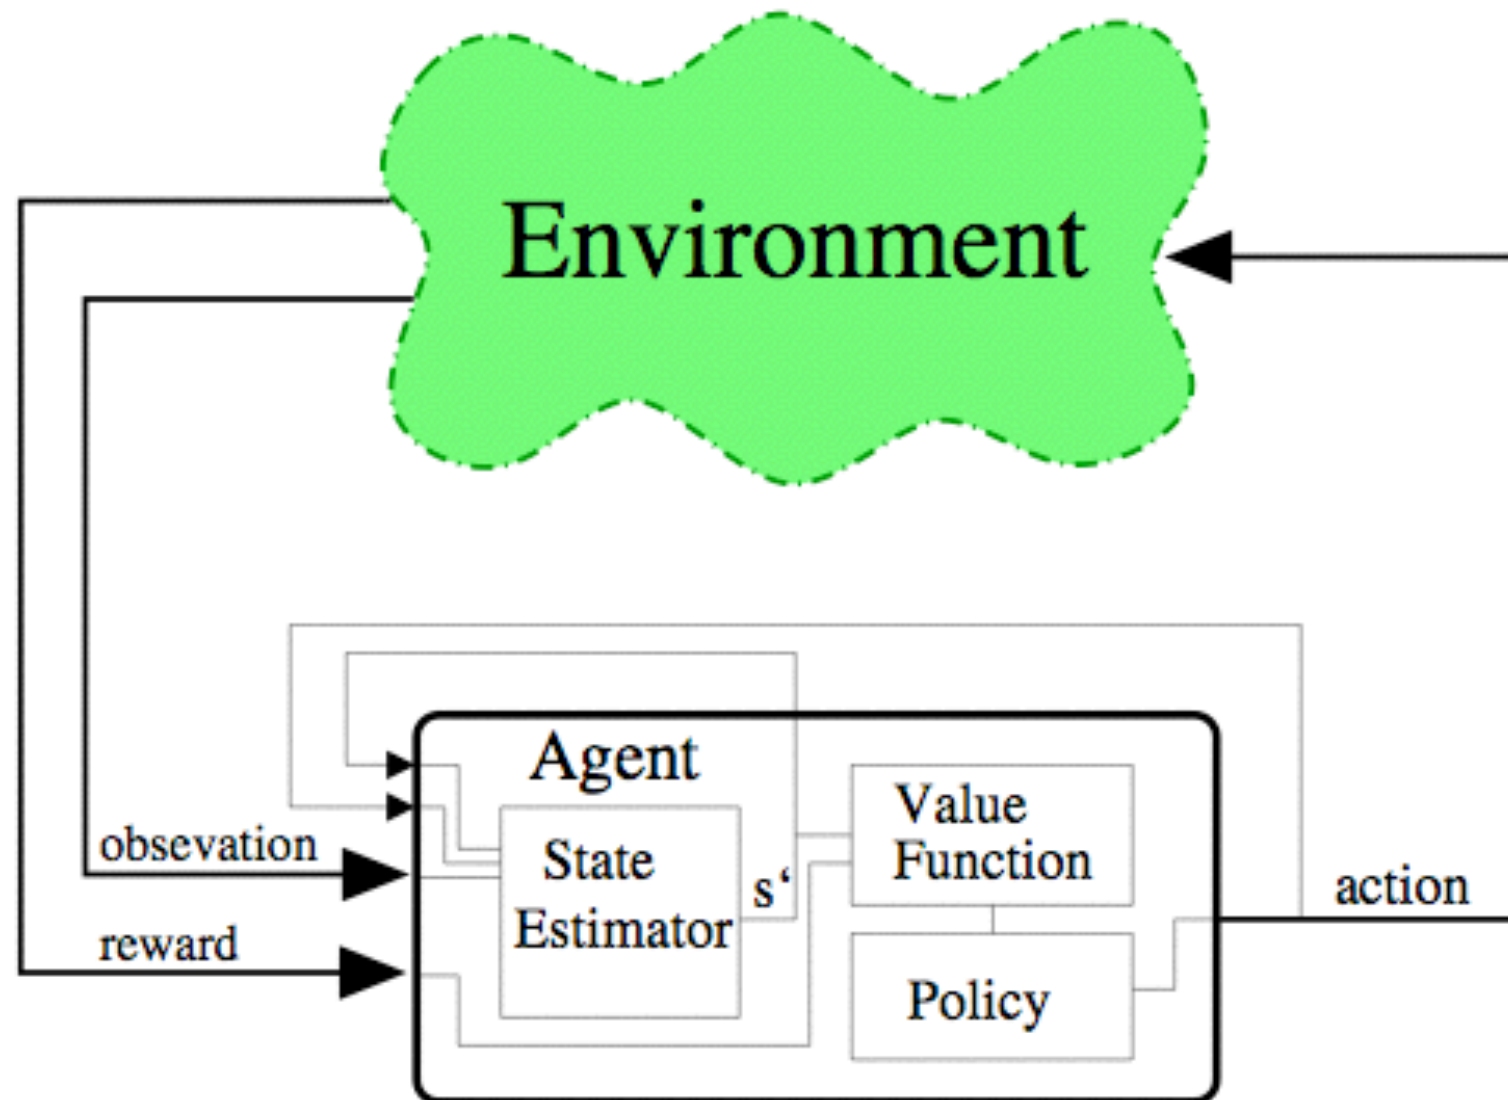 Environment
Agent
Value
Function
State
Estimator
s‘
obsevation
reward
Policy
action